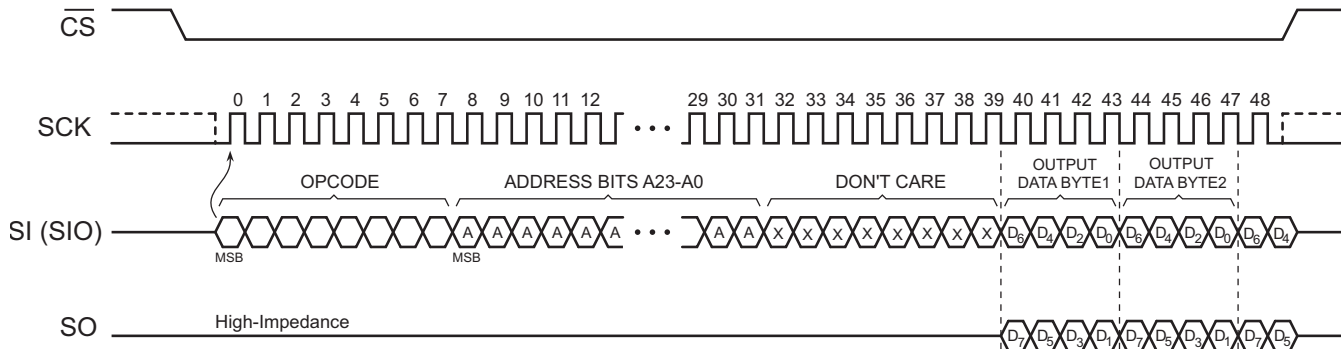 CS
0 1 2 3 4 5 6 7 8 9 10 11 12 29 30 31 32 33 34 35 36 37 38 39 40 41 42 43 44 45 46 47 48
SCK
OPCODE ADDRESS BITS A23-A0 DON'T CARE OUTPUT DATA BYTE1 OUTPUT DATA BYTE2
SI (SIO) A A A A A A A A X X X X X X X X D6 D4 D2 D0 D6 D4 D2 D0 D6 D4
MSB MSB
High-Impedance
SO D7 D5 D3 D1 D7 D5 D3 D1 D7 D5